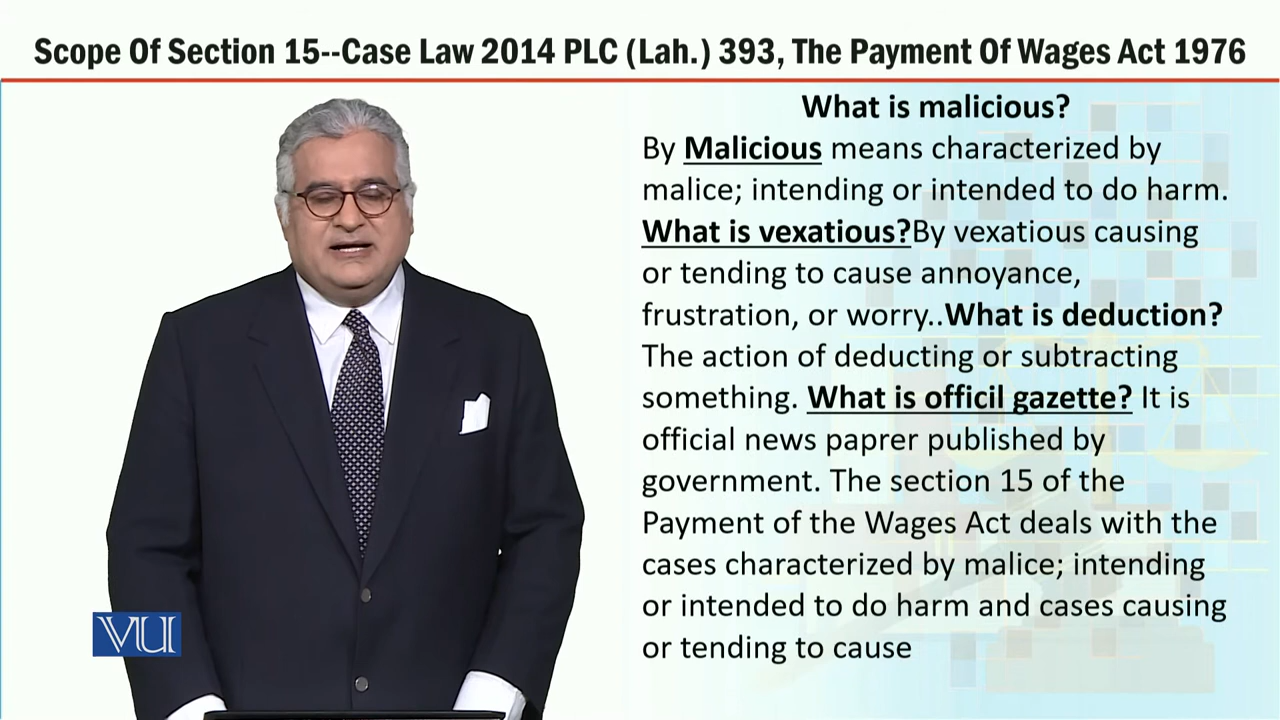 Scope Of Section 15--Case Law 2014 PLC (Lah.) 393, The Payment Of Wages Act 1976
What is malicious?
By Malicious means characterized by
malice; intending or intended to do harm.
What is vexatious?By vexatious causing
or tending to cause annoyance,
frustration, or worry..What is deduction?
The action of deducting or subtracting
something. What is officil gazette? It is
official news paprer published by
government. The section 15 of the
Payment of the Wages Act deals with the
cases characterized by malice; intending
or intended to do harm and cases causing
or tending to cause
VU